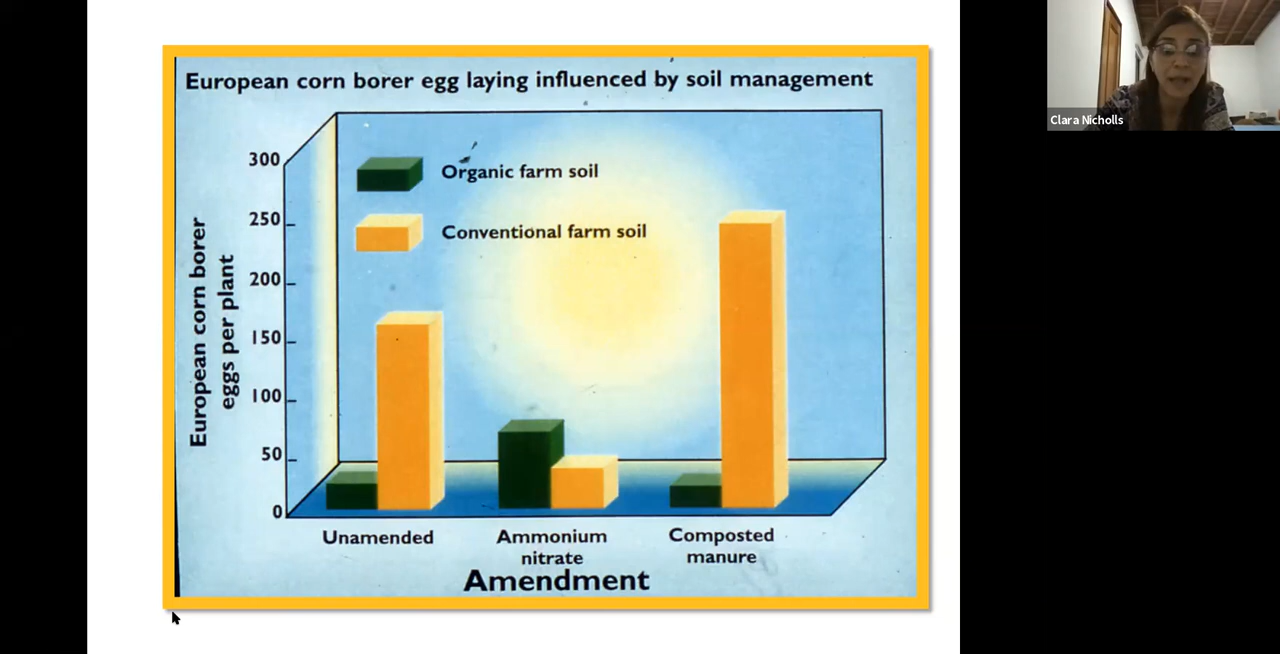 European corn borer egg laying influenced by soil management
300
250
200
150
100
50
0
European corn borer
eggs per plant
Organic farm soil
Conventional farm soil
Unamended
Ammonium
nitrate
Composted
manure
Amendment
Clara Nicholls